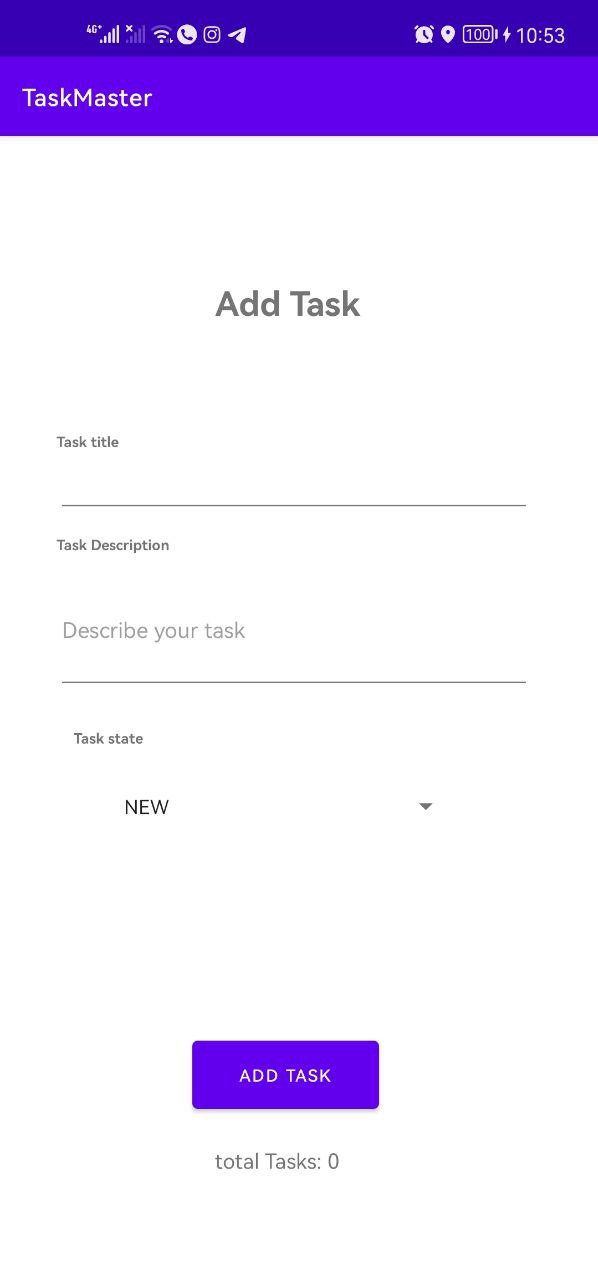 4G+ 100 10:53
TaskMaster
Add Task
Task title
Task Description
Describe your task
Task state
NEW
ADD TASK
total Tasks: 0